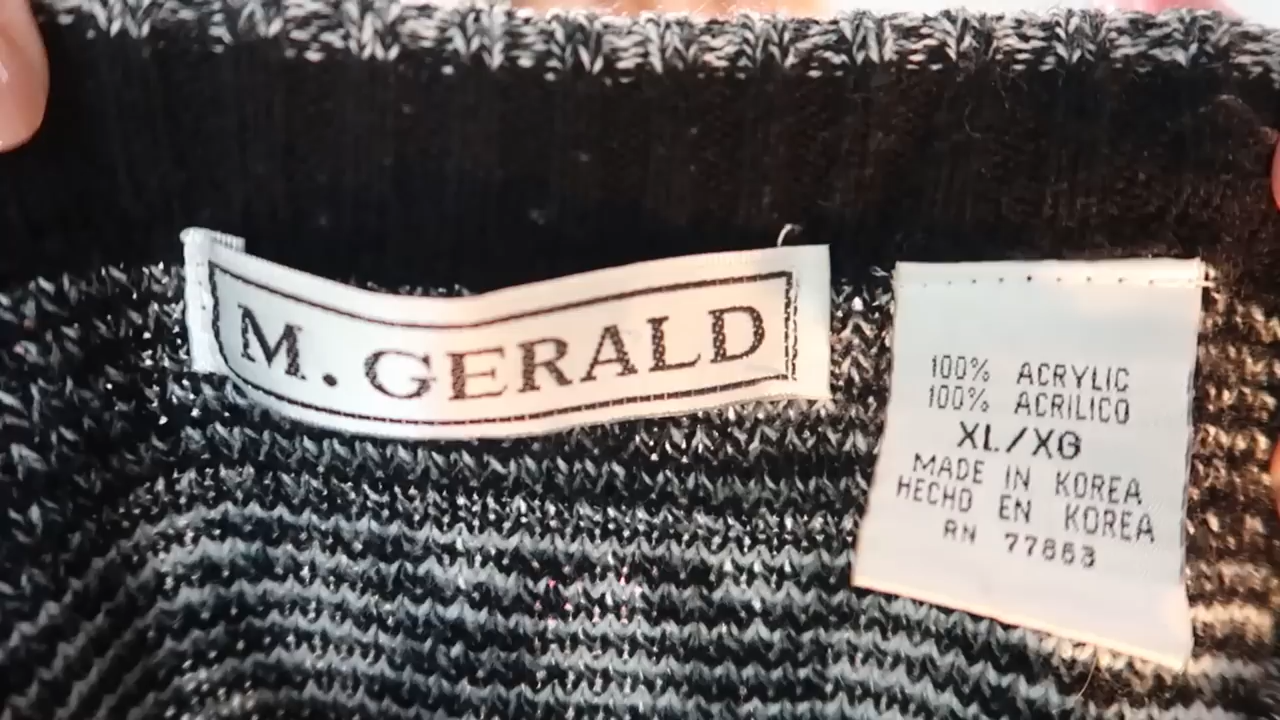 M. GERALD
100% ACRYLIC
100% ACRILICO
XL/XG
MADE IN KOREA
HECHO EN KOREA
RN 77863